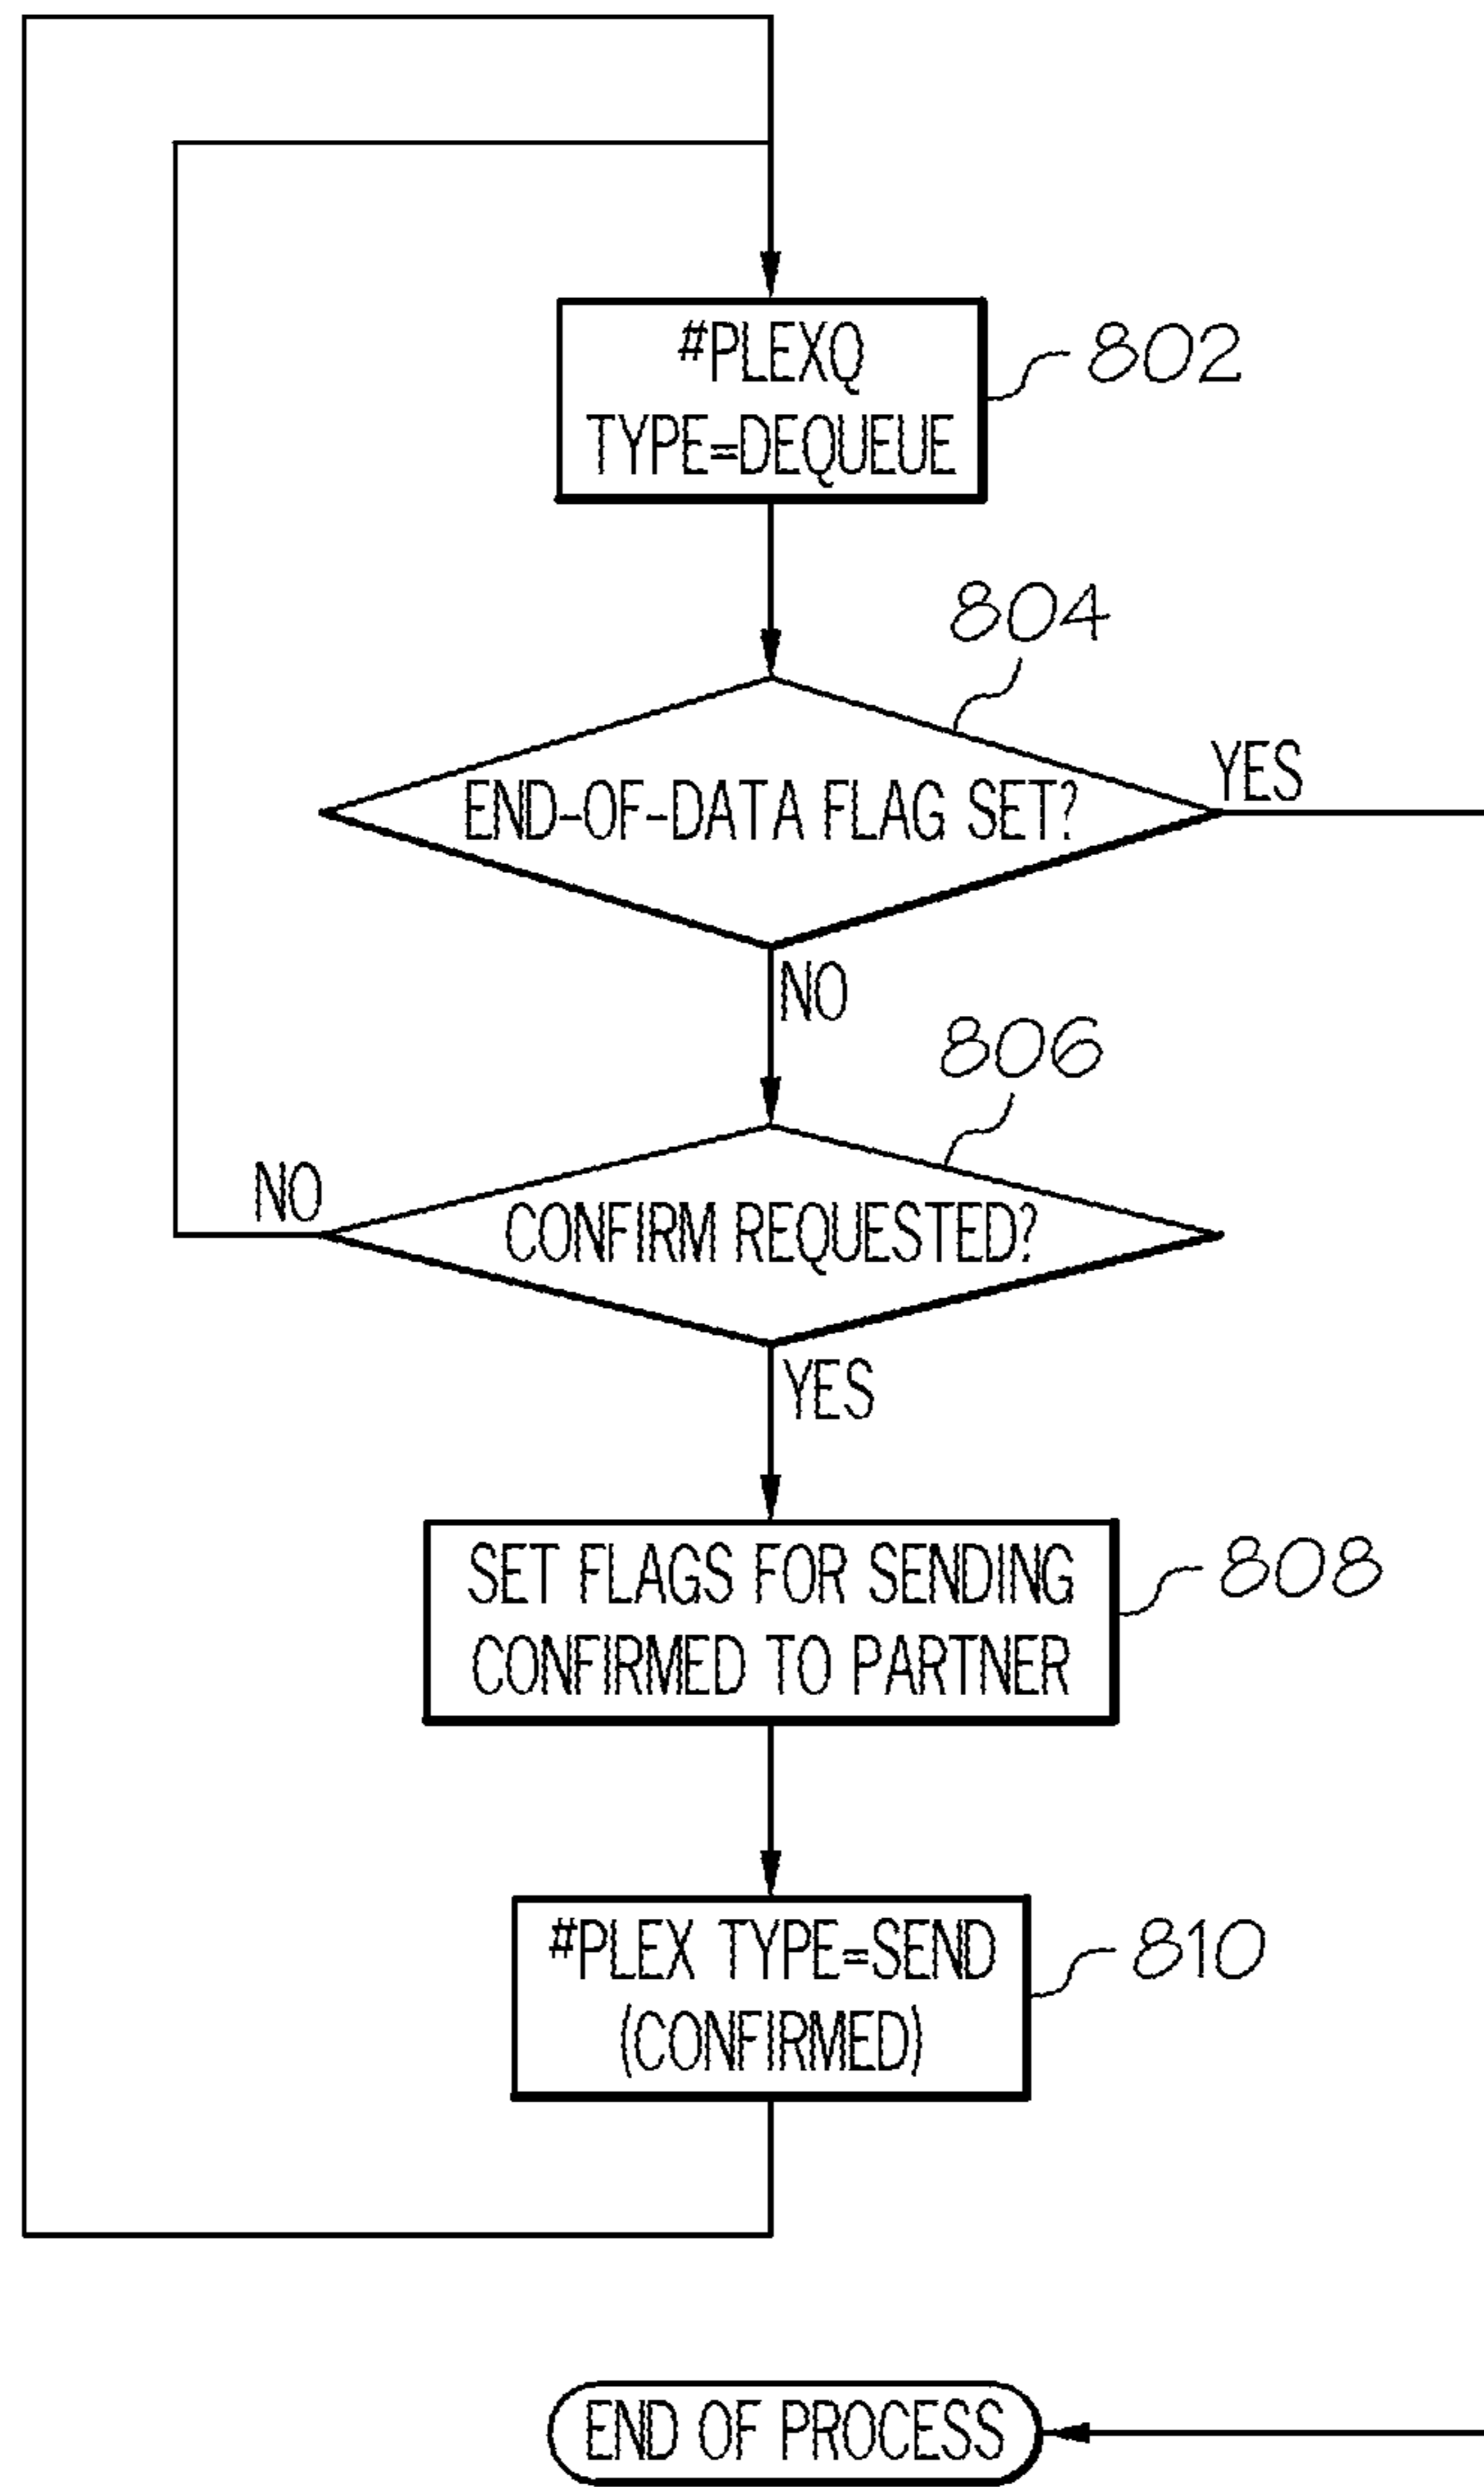 #PLEXQ
TYPE=DEQUEUE
802
804
END-OF-DATA FLAG SET?
YES
NO
806
NO
CONFIRM REQUESTED?
YES
SET FLAGS FOR SENDING
CONFIRMED TO PARTNER
808
#PLEX TYPE=SEND
(CONFIRMED)
810
END OF PROCESS